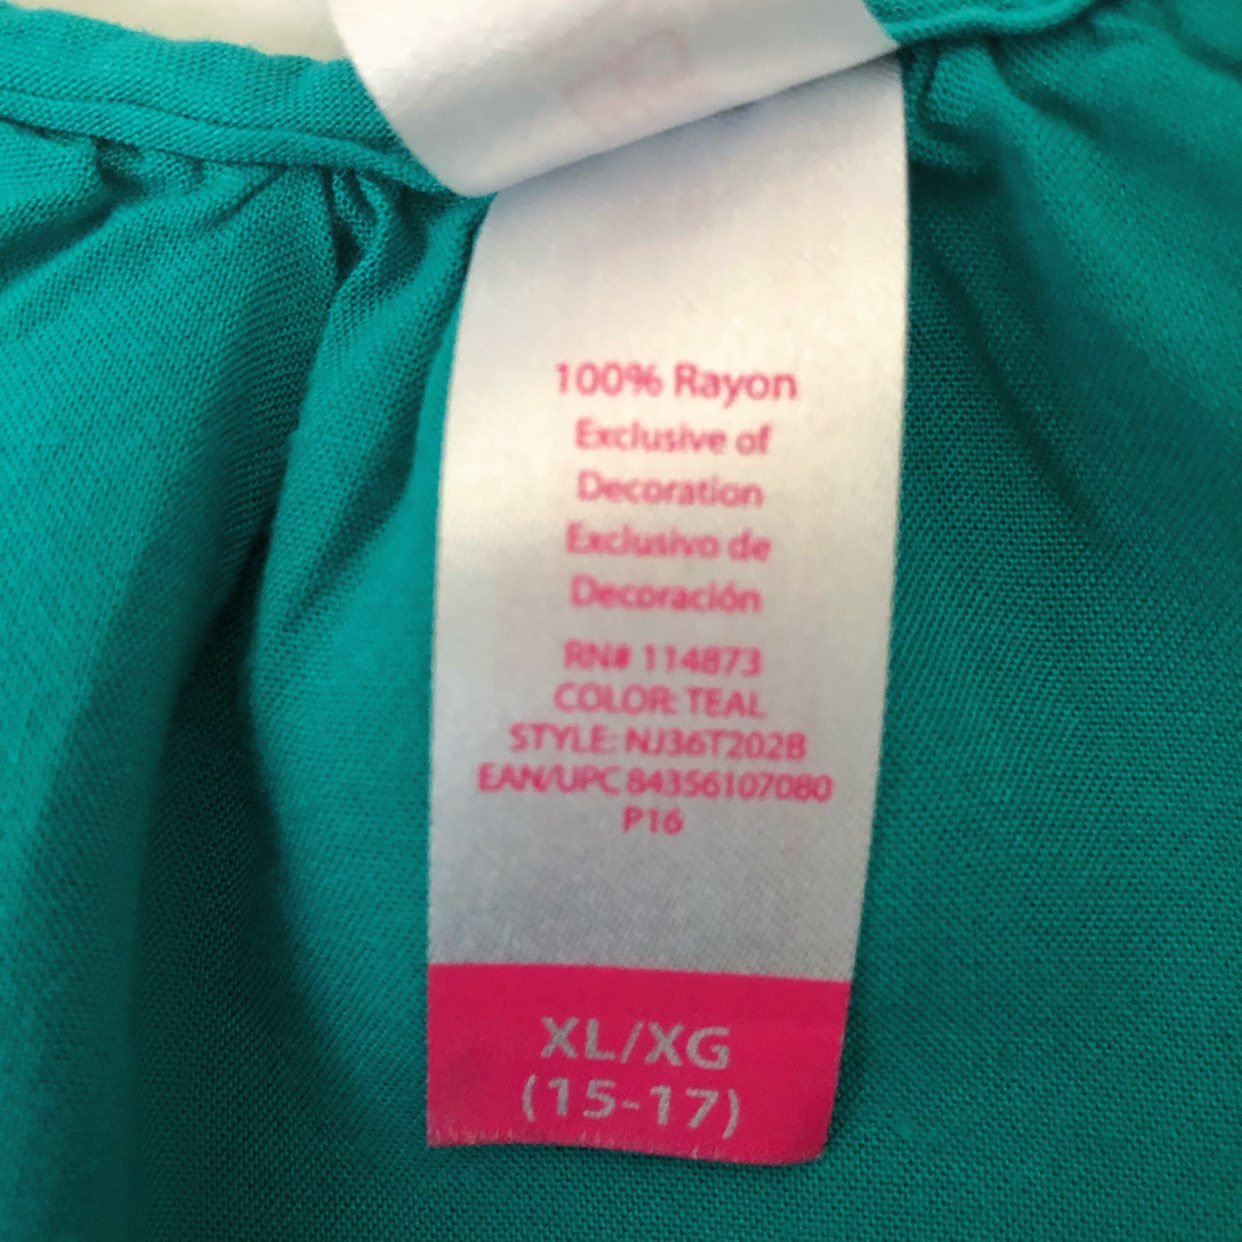 100% Rayon
Exclusive of
Decoration
Exclusivo de
Decoración
RN# 114873
COLOR: TEAL
STYLE: NJ36T202B
EAN/UPC 84356107080
P16
XL/XG
(15-17)